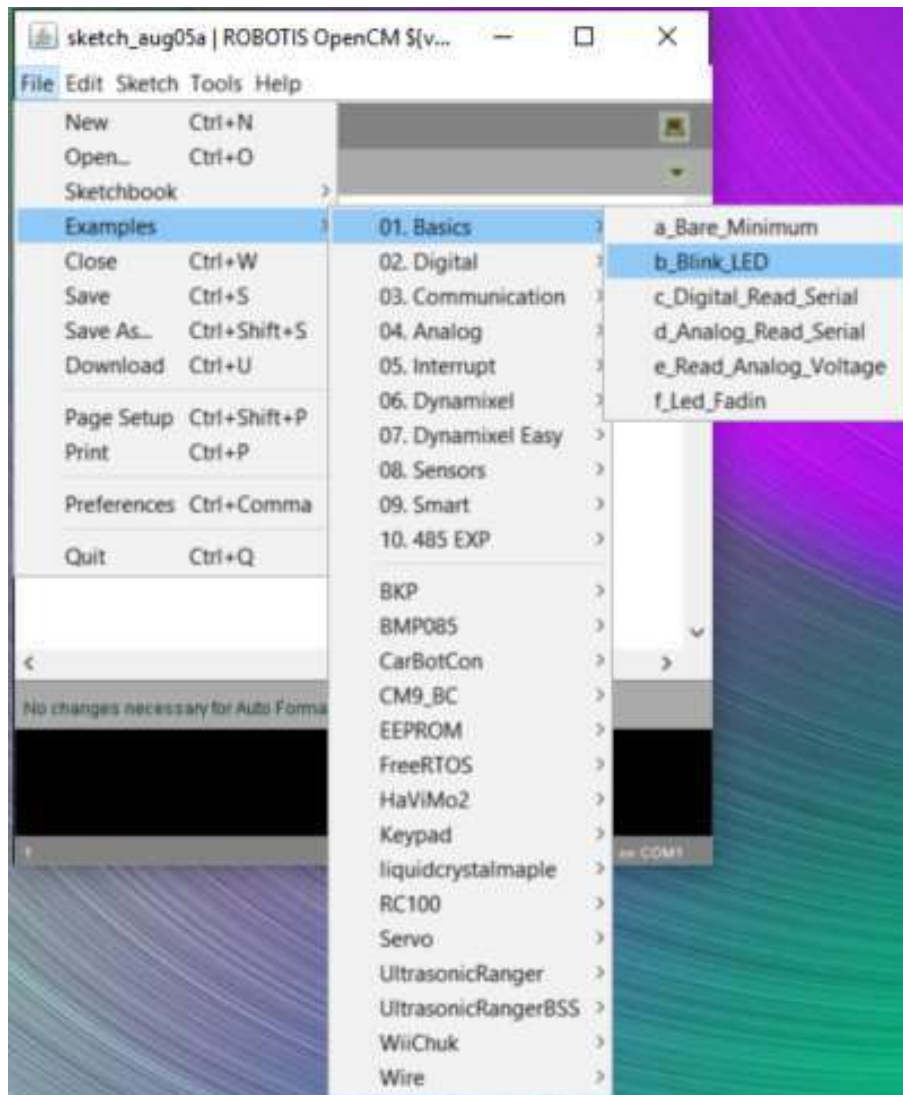 sketch_aug05a | ROBOTIS OpenCM ${v...
File Edit Sketch Tools Help
New Ctrl+N
Open... Ctrl+O
Sketchbook
Examples
Close Ctrl+W
Save Ctrl+S
Save As... Ctrl+Shift+S
Download Ctrl+U
Page Setup Ctrl+Shift+P
Print Ctrl+P
Preferences Ctrl+Comma
Quit Ctrl+Q
01. Basics
02. Digital
03. Communication
04. Analog
05. Interrupt
06. Dynamixel
07. Dynamixel Easy
08. Sensors
09. Smart
10. 485 EXP
BKP
BMP085
CarBotCon
CM9_BC
EEPROM
FreeRTOS
HaViMo2
Keypad
liquidcrystalmaple
RC100
Servo
UltrasonicRanger
UltrasonicRangerBSS
WiiChuk
Wire
a_Bare_Minimum
b_Blink_LED
c_Digital_Read_Serial
d_Analog_Read_Serial
e_Read_Analog_Voltage
f_Led_Fadin
No changes necessary for Auto Forma
1
on COM1